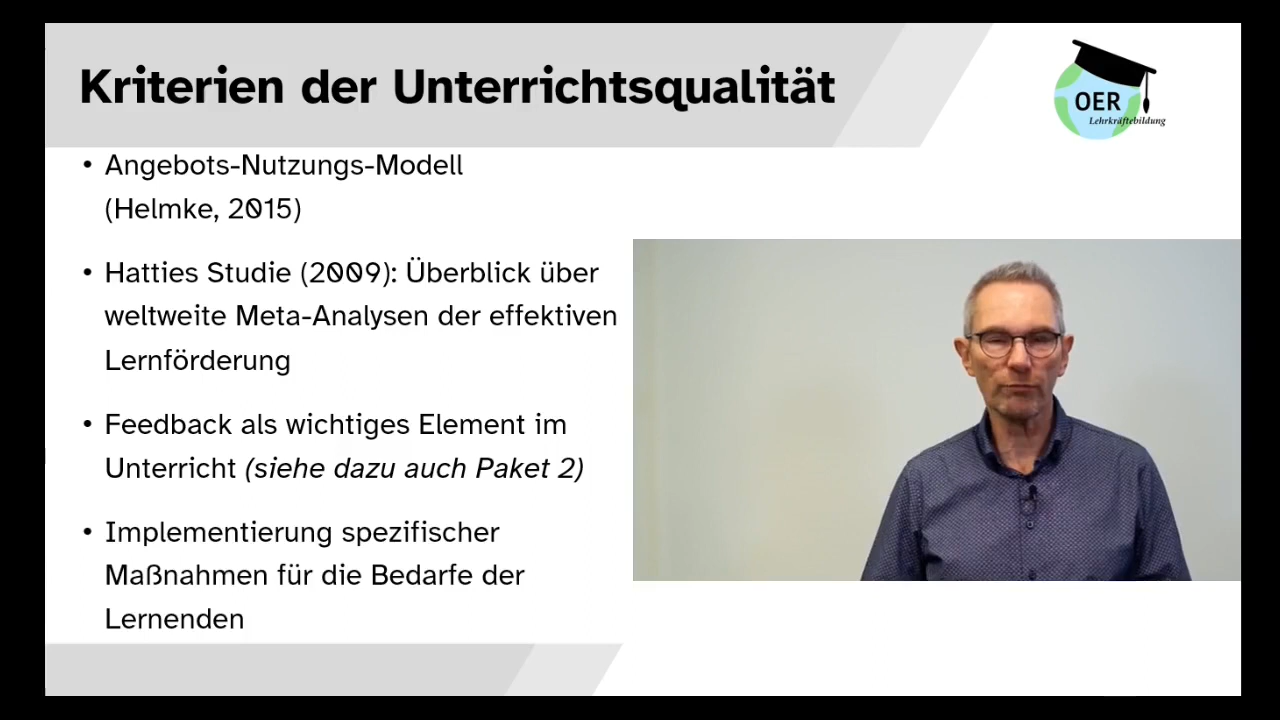 Kriterien der Unterrichtsqualität
OER
Lehrkräftebildung
• Angebots-Nutzungs-Modell
(Helmke, 2015)
• Hatties Studie (2009): Überblick über
weltweite Meta-Analysen der effektiven
Lernförderung
• Feedback als wichtiges Element im
Unterricht (siehe dazu auch Paket 2)
• Implementierung spezifischer
Maßnahmen für die Bedarfe der
Lernenden